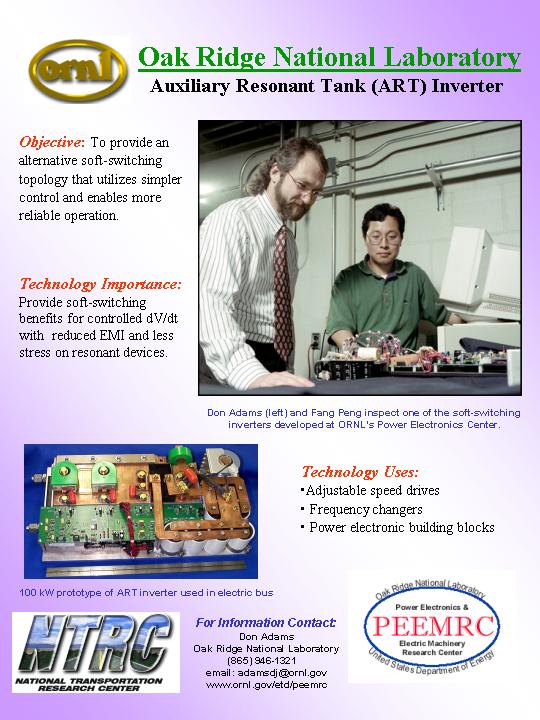 ornl
Oak Ridge National Laboratory
Auxiliary Resonant Tank (ART) Inverter
Objective: To provide an
alternative soft-switching
topology that utilizes simpler
control and enables more
reliable operation.
Technology Importance:
Provide soft-switching
benefits for controlled dV/dt
with reduced EMI and less
stress on resonant devices.
Don Adams (left) and Fang Peng inspect one of the soft-switching
inverters developed at ORNL's Power Electronics Center.
Technology Uses:
•Adjustable speed drives
• Frequency changers
• Power electronic building blocks
100 kW prototype of ART inverter used in electric bus
NTRC
NATIONAL TRANSPORTATION
RESEARCH CENTER
For Information Contact:
Don Adams
Oak Ridge National Laboratory
(865) 946-1321
email: adamsdj@ornl.gov
www.ornl.gov/etd/peemrc
Oak Ridge National Laboratory
Power Electronics &
PEEMRC
Electric Machinery
Research Center
United States Department of Energy